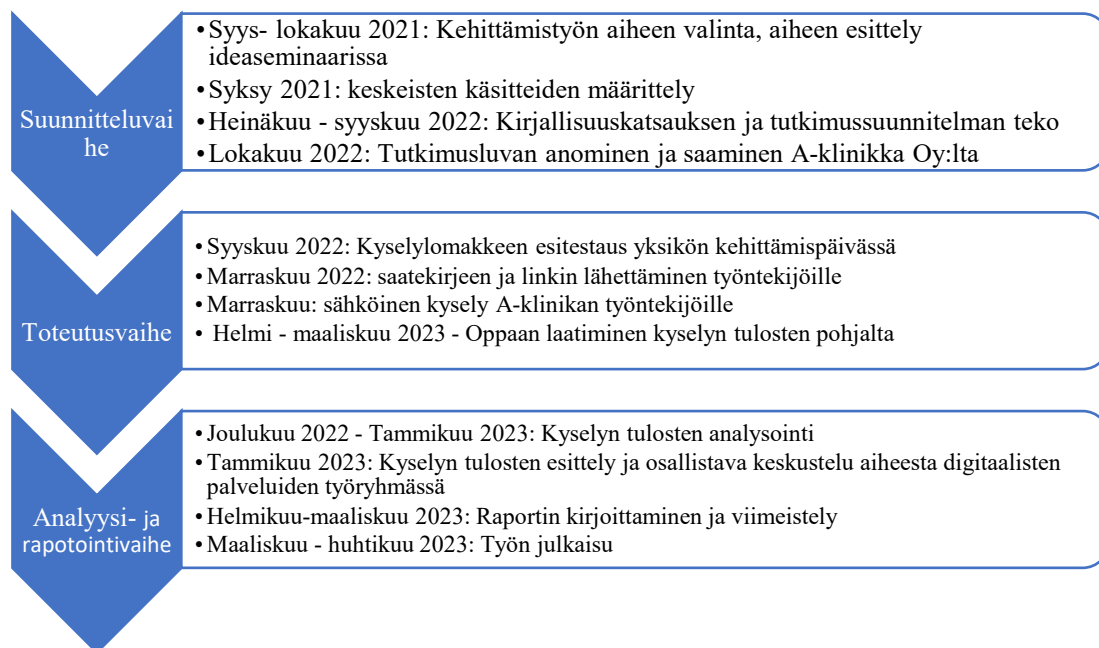 Suunnitteluvai
he
• Syys- lokakuu 2021: Kehittämistyön aiheen valinta, aiheen esittely
ideaseminaarissa
• Syksy 2021: keskeisten käsitteiden määrittely
• Heinäkuu - syyskuu 2022: Kirjallisuuskatsauksen ja tutkimussuunnitelman teko
• Lokakuu 2022: Tutkimusluvan anominen ja saaminen A-klinikka Oy:lta
Toteutusvaihe
• Syyskuu 2022: Kyselylomakkeen esitestaus yksikön kehittämispäivässä
• Marraskuu 2022: saatekirjeen ja linkin lähettäminen työntekijöille
• Marraskuu: sähköinen kysely A-klinikan työntekijöille
• Helmi - maaliskuu 2023 - Oppaan laatiminen kyselyn tulosten pohjalta
Analyysi- ja
rapotointivaihe
• Joulukuu 2022 - Tammikuu 2023: Kyselyn tulosten analysointi
• Tammikuu 2023: Kyselyn tulosten esittely ja osallistava keskustelu aiheesta digitaalisten
palveluiden työryhmässä
• Helmikuu-maaliskuu 2023: Raportin kirjoittaminen ja viimeistely
• Maaliskuu - huhtikuu 2023: Työn julkaisu